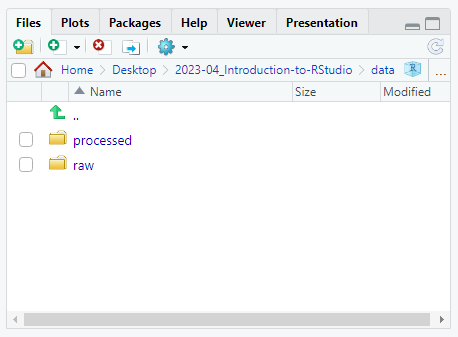 Files Plots Packages Help Viewer Presentation
Home Desktop 2023-04_Introduction-to-RStudio data R ...
Name Size Modified
..
processed
raw